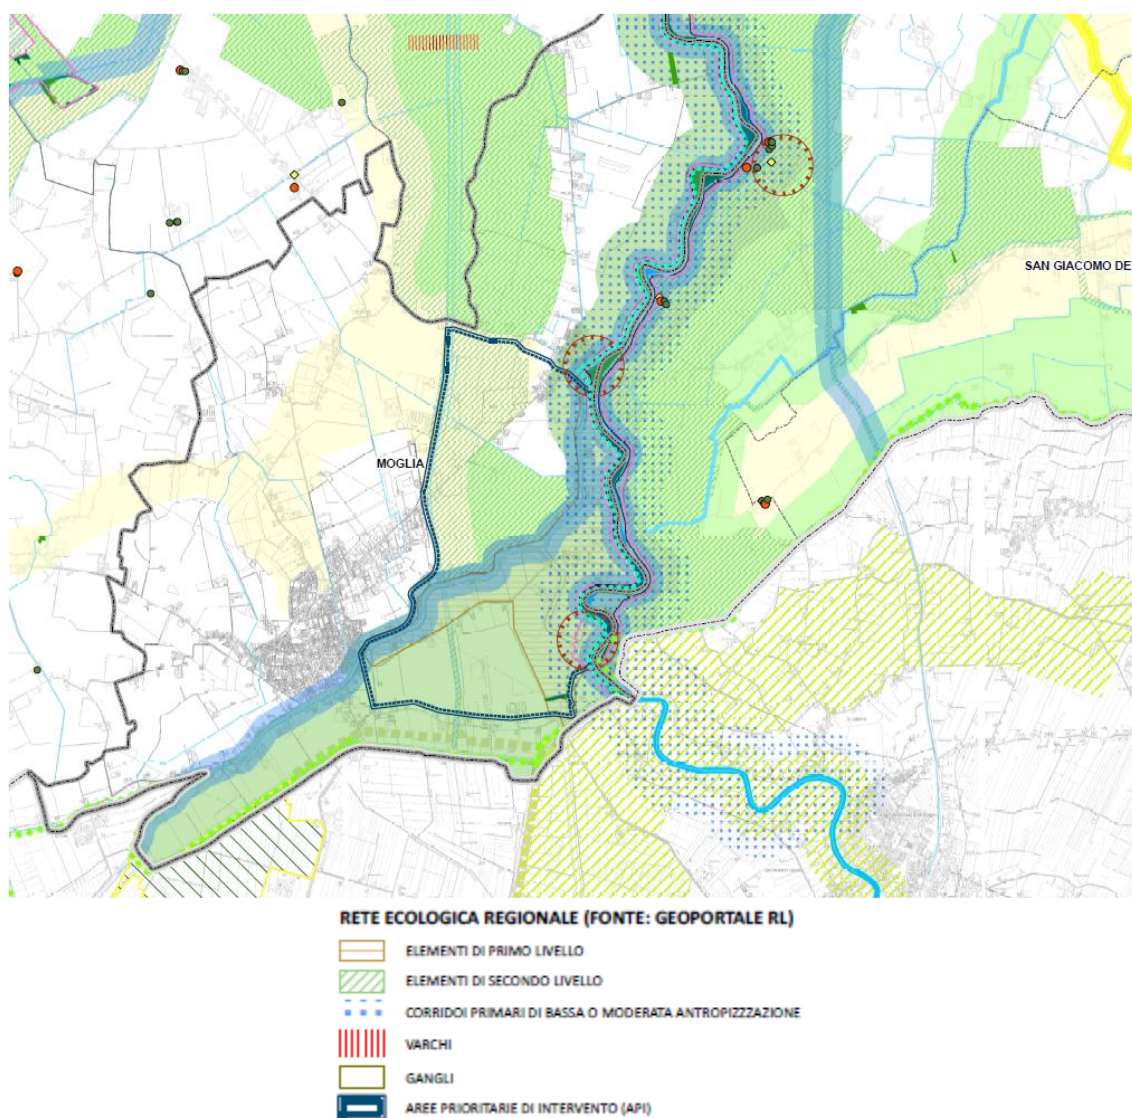 SAN GIACOMO DE
MOGLIA
RETE ECOLOGICA REGIONALE (FONTE: GEOPORTALE RL)
ELEMENTI DI PRIMO LIVELLO
ELEMENTI DI SECONDO LIVELLO
CORRIDOI PRIMARI DI BASSA O MODERATA ANTROPIZZZAZIONE
VARCHI
GANGLI
AREE PRIORITARIE DI INTERVENTO (API)